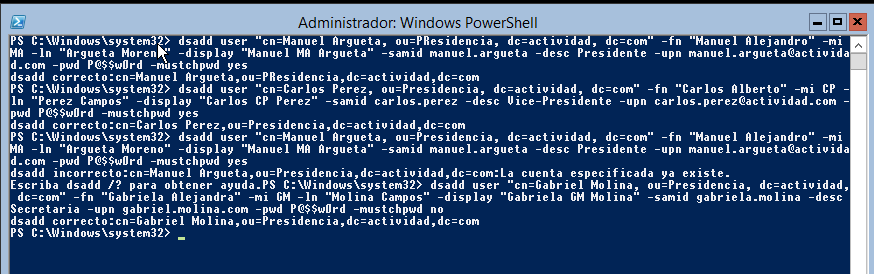 Administrador: Windows PowerShell
PS C:\Windows\system32> dsadd user "cn=Manuel Argueta, ou=PResidencia, dc=actividad, dc=com" -fn "Manuel Alejandro" -mi
MA -ln "Argueta Moreno" -display "Manuel MA Argueta" -samid manuel.argueta -desc Presidente -upn manuel.argueta@activida
d.com -pwd P@$$w0rd -mustchpwd yes
dsadd correcto:cn=Manuel Argueta,ou=PResidencia,dc=actividad,dc=com
PS C:\Windows\system32> dsadd user "cn=Carlos Perez, ou=Presidencia, dc=actividad, dc=com" -fn "Carlos Alberto" -mi CP -
ln "Perez Campos" -display "Carlos CP Perez" -samid carlos.perez -desc Vice-Presidente -upn carlos.perez@actividad.com -
pwd P@$$w0rd -mustchpwd yes
dsadd correcto:cn=Carlos Perez,ou=Presidencia,dc=actividad,dc=com
PS C:\Windows\system32> dsadd user "cn=Manuel Argueta, ou=Presidencia, dc=actividad, dc=com" -fn "Manuel Alejandro" -mi
MA -ln "Argueta Moreno" -display "Manuel MA Argueta" -samid manuel.argueta -desc Presidente -upn manuel.argueta@activida
d.com -pwd P@$$w0rd -mustchpwd yes
dsadd incorrecto:cn=Manuel Argueta,ou=Presidencia,dc=actividad,dc=com:La cuenta especificada ya existe.
Escriba dsadd /? para obtener ayuda.PS C:\Windows\system32> dsadd user "cn=Gabriel Molina, ou=Presidencia, dc=actividad,
 dc=com" -fn "Gabriela Alejandra" -mi GM -ln "Molina Campos" -display "Gabriela GM Molina" -samid gabriela.molina -desc
Secretaria -upn gabriel.molina.com -pwd P@$$w0rd -mustchpwd no
dsadd correcto:cn=Gabriel Molina,ou=Presidencia,dc=actividad,dc=com
PS C:\Windows\system32> _